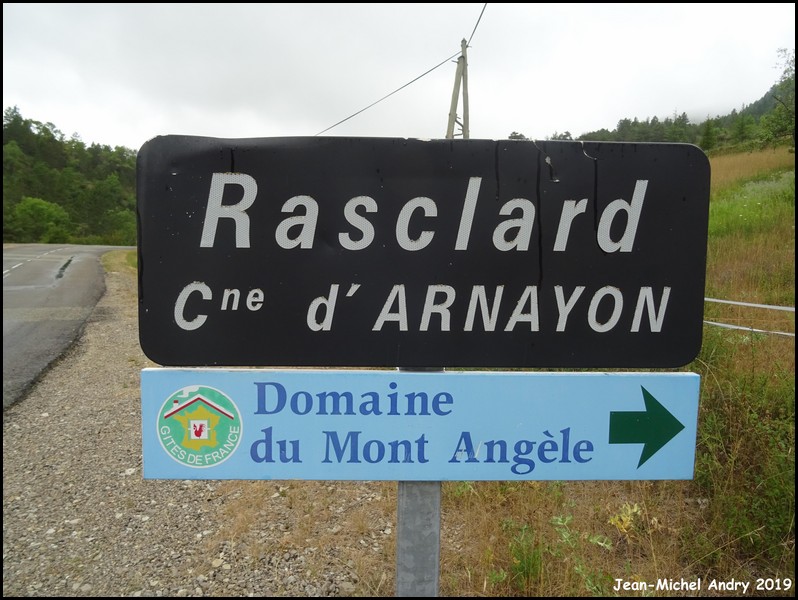 Rasclard
Cne d'ARNAYON
Domaine
du Mont Angèle
GITES DE FRANCE
Jean-Michel Andry 2019